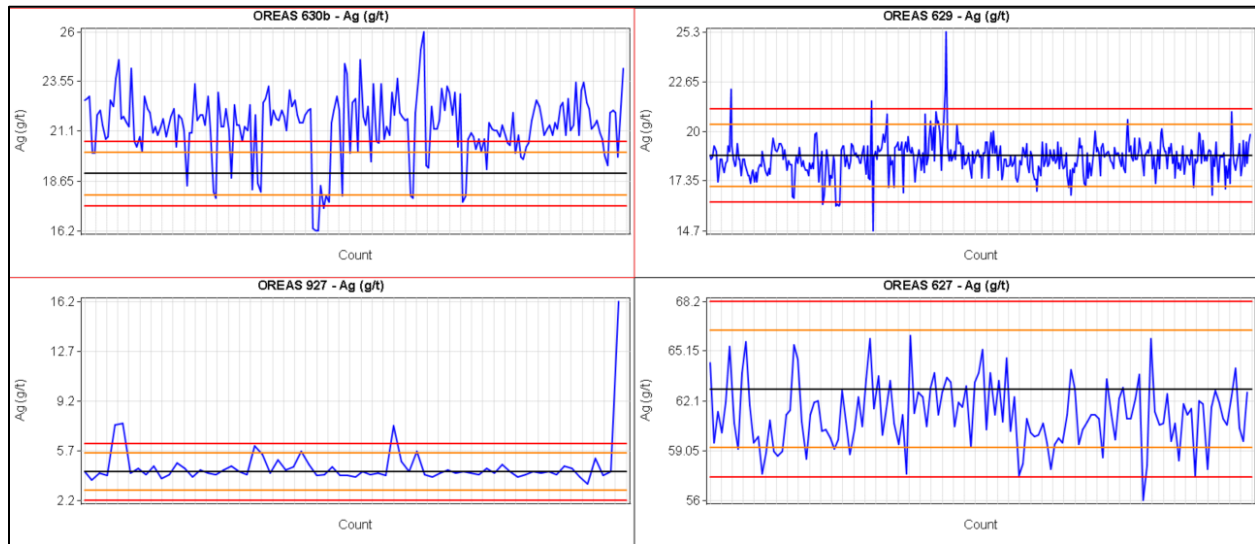 OREAS 630b - Ag (g/t)
26
23.55
21.1
18.65
16.2
Ag (g/t)
Count
OREAS 629 - Ag (g/t)
25.3
22.65
20
17.35
14.7
Ag (g/t)
Count
OREAS 927 - Ag (g/t)
16.2
12.7
9.2
5.7
2.2
Ag (g/t)
Count
OREAS 627 - Ag (g/t)
68.2
65.15
62.1
59.05
56
Ag (g/t)
Count